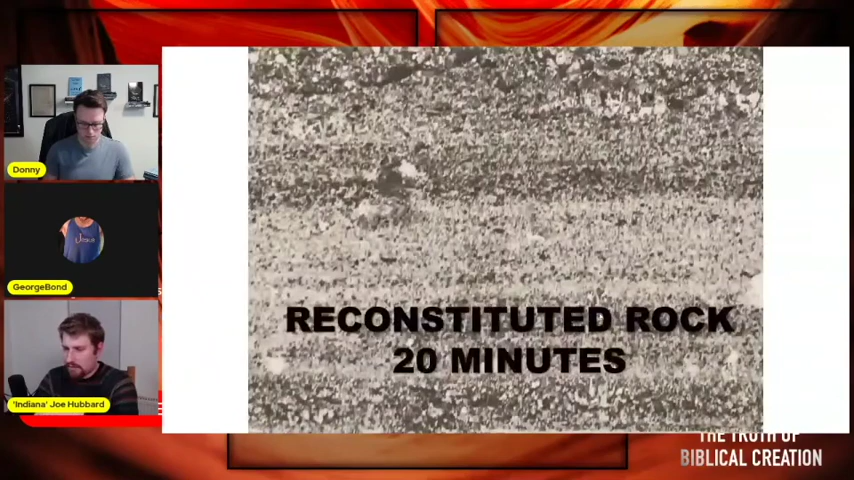 Donny
GeorgeBond
'Indiana' Joe Hubbard
RECONSTITUTED ROCK
20 MINUTES
THE TRUTH OF
BIBLICAL CREATION